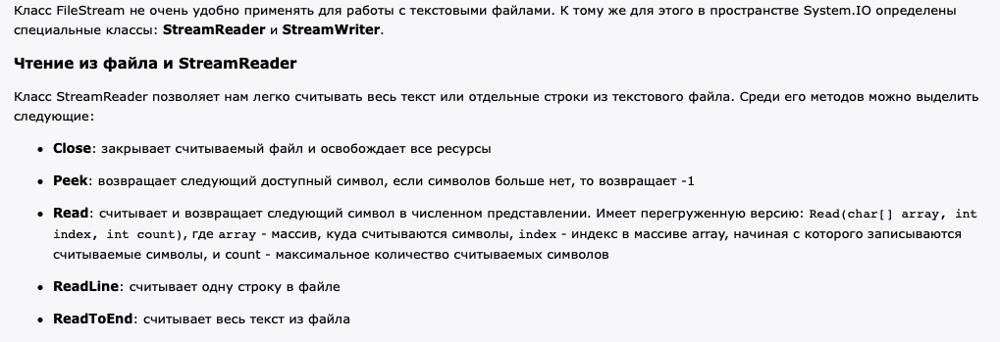 Класс FileStream не очень удобно применять для работы с текстовыми файлами. К тому же для этого в пространстве System.IO определены
специальные классы: StreamReader и StreamWriter.
Чтение из файла и StreamReader
Класс StreamReader позволяет нам легко считывать весь текст или отдельные строки из текстового файла. Среди его методов можно выделить
следующие:
• Close: закрывает считываемый файл и освобождает все ресурсы
• Peek: возвращает следующий доступный символ, если символов больше нет, то возвращает -1
• Read: считывает и возвращает следующий символ в численном представлении. Имеет перегруженную версию: Read(char[] array, int
index, int count), где array - массив, куда считываются символы, index - индекс в массиве array, начиная с которого записываются
считываемые символы, и count - максимальное количество считываемых символов
• ReadLine: считывает одну строку в файле
• ReadToEnd: считывает весь текст из файла